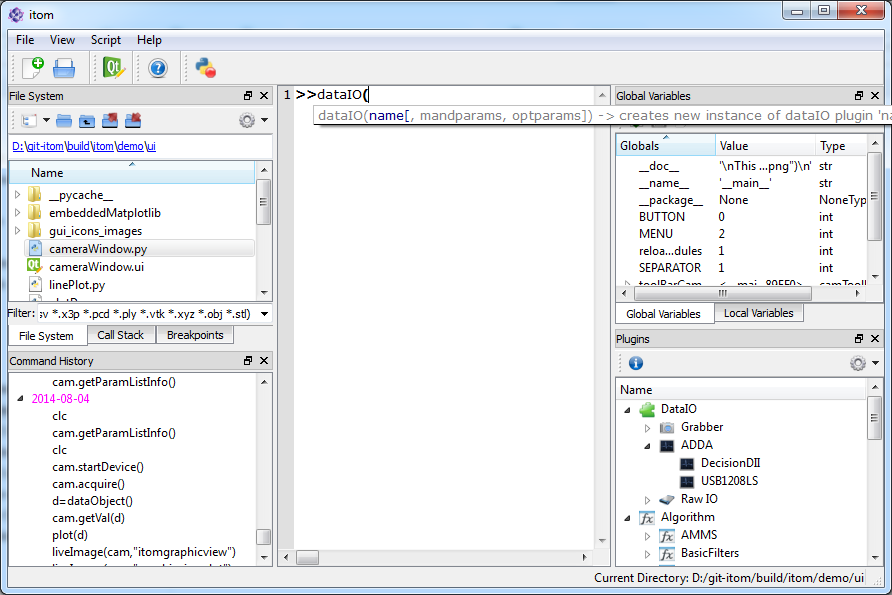 itom
File View Script Help
File System
D:\git-itom\build\itom\demo\ui
Name
__pycache__
embeddedMatplotlib
gui_icons_images
cameraWindow.py
cameraWindow.ui
linePlot.py
Filter: sv *.x3p *.pcd *.ply *.vtk *.xyz *.obj *.stl)
File System Call Stack Breakpoints
Command History
cam.getParamListInfo()
2014-08-04
clc
cam.getParamListInfo()
clc
cam.startDevice()
cam.acquire()
d=dataObject()
cam.getVal(d)
plot(d)
liveImage(cam,"itomgraphicview")
1 >>dataIO(
dataIO(name[, mandparams, optparams]) -> creates new instance of dataIO plugin 'na
Global Variables
Globals Value Type
__doc__ '\nThis ...png")\n' str
__name__ '__main__' str
__package__ None NoneTyp
BUTTON 0 int
MENU 2 int
reloa...dules 1 int
SEPARATOR 1 int
Global Variables Local Variables
Plugins
Name
DataIO
Grabber
ADDA
DecisionDII
USB1208LS
Raw IO
Algorithm
AMMS
BasicFilters
Current Directory: D:/git-itom/build/itom/demo/ui